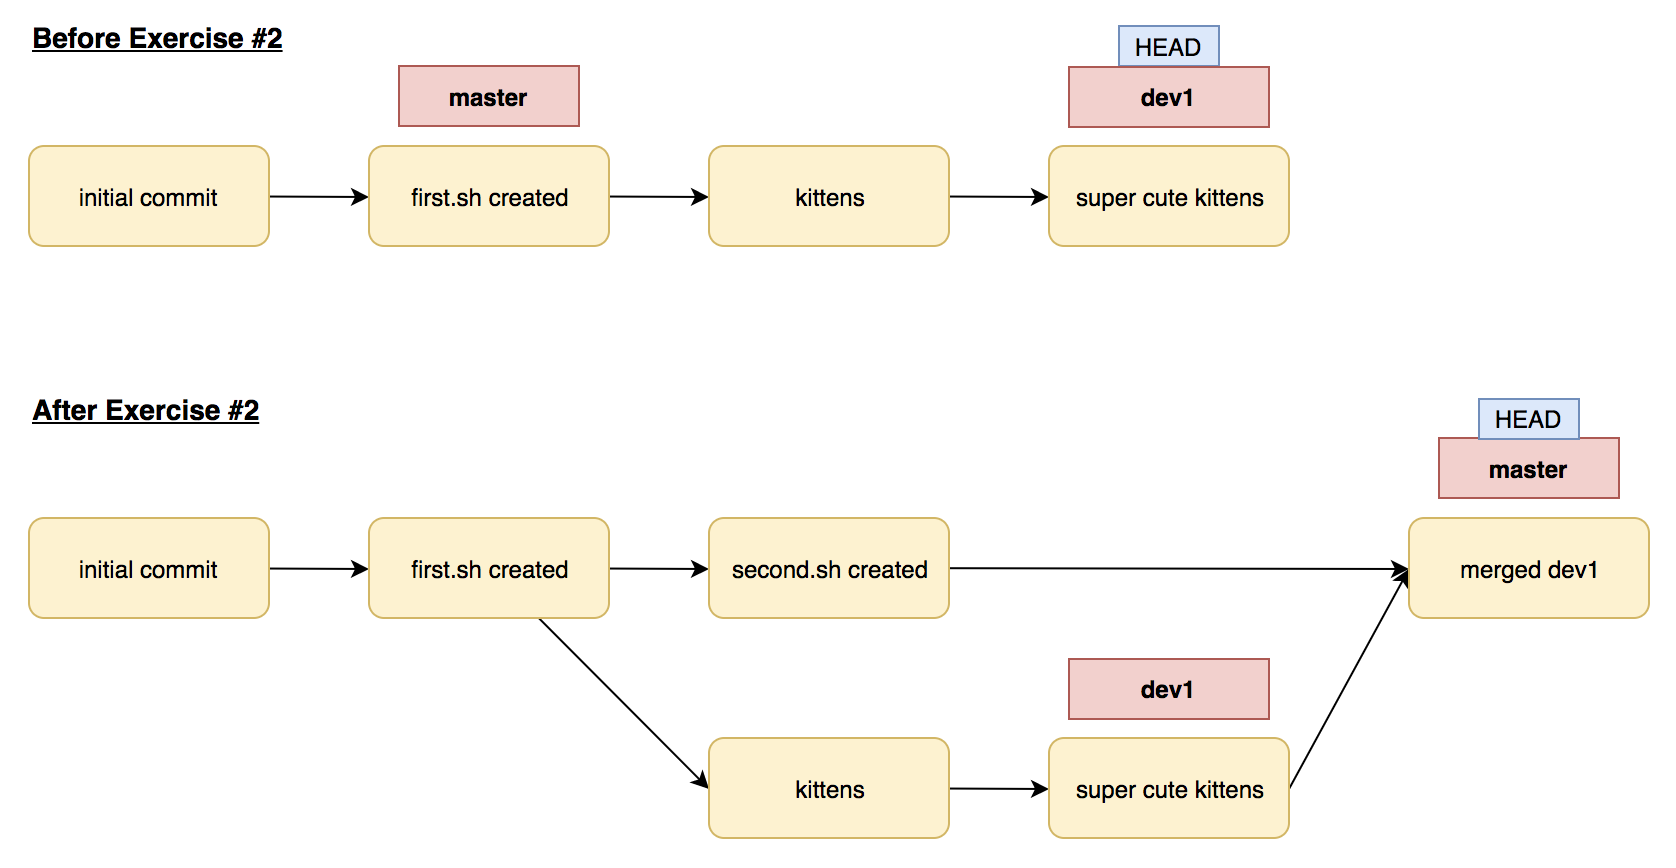 Before Exercise #2
HEAD
master
dev1
initial commit
first.sh created
kittens
super cute kittens
After Exercise #2
HEAD
master
initial commit
first.sh created
second.sh created
merged dev1
dev1
kittens
super cute kittens